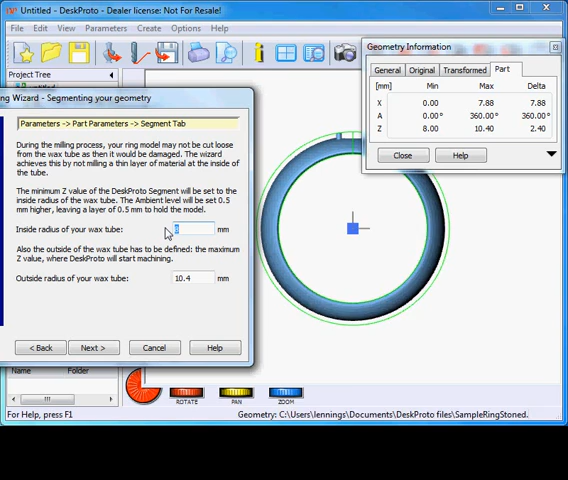 Untitled - DeskProto - Dealer license: Not For Resale!
File Edit View Parameters Create Options Help
Project Tree
Untitled
ng Wizard - Segmenting your geometry
Parameters -> Part Parameters -> Segment Tab
During the milling process, your ring model may not be cut loose
from the wax tube as then it would be damaged. The wizard
achieves this by not milling a thin layer of material at the inside of
the tube.
The minimum Z value of the DeskProto Segment will be set to the
inside radius of the wax tube. The Ambient level will be set 0.5
mm higher, leaving a layer of 0.5 mm to hold the model.
Inside radius of your wax tube: 8 mm
Also the outside of the wax tube has to be defined: the maximum
Z value, where DeskProto will start machining.
Outside radius of your wax tube: 10.4 mm
< Back Next > Cancel Help
Geometry Information
General Original Transformed Part
[mm] Min Max Delta
X 0.00 7.88 7.88
A 0.00 360.00° 360.00°
Z 8.00 10.40 2.40
Close Help
Name Folder
ROTATE PAN ZOOM
For Help, press F1
Geometry: C:\Users\Jennings\Documents\DeskProto files\SampleRingStoned.